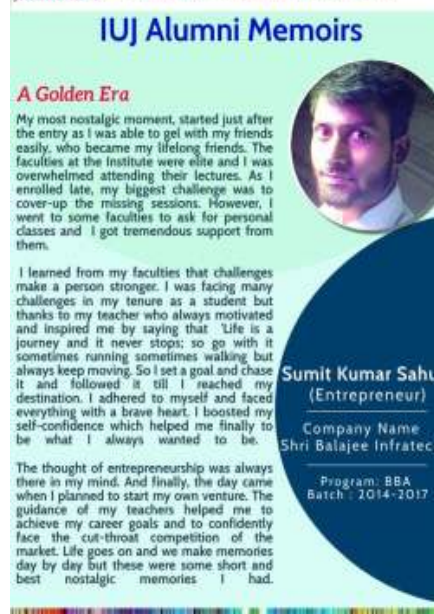 IUJ Alumni Memoirs
A Golden Era
My most nostalgic moment, started just after
the entry as I was able to gel with my friends
easily, who became my lifelong friends. The
faculties at the Institute were elite and I was
overwhelmed attending their lectures. As I
enrolled late, my biggest challenge was to
cover-up the missing sessions. However, I
went to some faculties to ask for personal
classes and I got tremendous support from
them.
I learned from my faculties that challenges
make a person stronger. I was facing many
challenges in my tenure as a student but
thanks to my teacher who always motivated
and inspired me by saying that 'Life is a
journey and it never stops; so go with it
sometimes running sometimes walking but
always keep moving. So I set a goal and chase
it and followed it till I reached my
destination. I adhered to myself and faced
everything with a brave heart. I boosted my
self-confidence which helped me finally to
be what I always wanted to be.
The thought of entrepreneurship was always
there in my mind. And finally, the day came
when I planned to start my own venture. The
guidance of my teachers helped me to
achieve my career goals and to confidently
face the cut-throat competition of the
market. Life goes on and we make memories
day by day but these were some short and
best nostalgic memories I had.
Sumit Kumar Sahu
(Entrepreneur)
Company Name
Shri Balajee Infratec
Program: BBA
Batch : 2014-2017